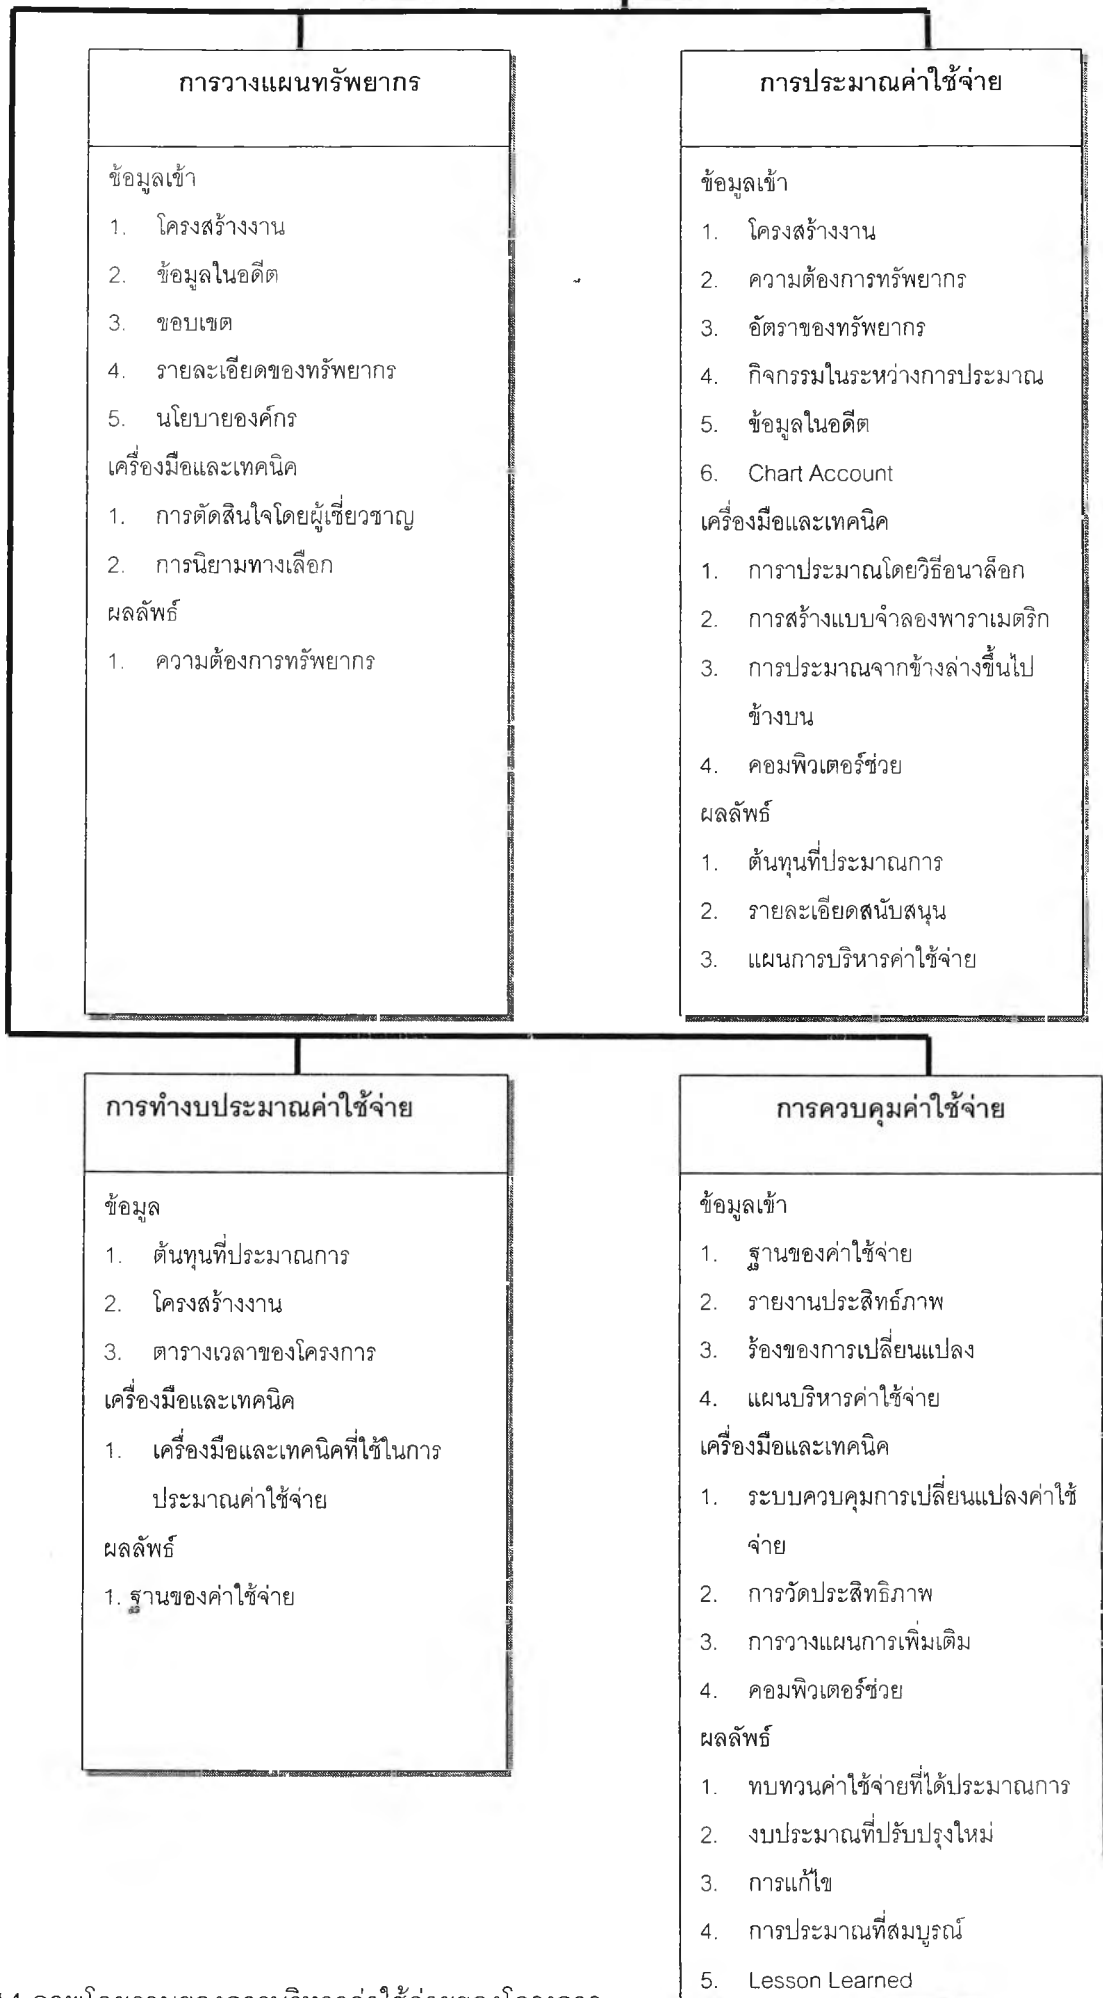 การวางแผนทรัพยากร
ข้อมูลเข้า
1. โครงสร้างงาน
2. ข้อมูลในอดีต
3. ขอบเขต
4. รายละเอียดของทรัพยากร
5. นโยบายองค์กร
เครื่องมือและเทคนิค
1. การตัดสินใจโดยผู้เชี่ยวชาญ
2. การนิยามทางเลือก
ผลลัพธ์
1. ความต้องการทรัพยากร
การประมาณค่าใช้จ่าย
ข้อมูลเข้า
1. โครงสร้างงาน
2. ความต้องการทรัพยากร
3. อัตราของทรัพยากร
4. กิจกรรมในระหว่างการประมาณ
5. ข้อมูลในอดีต
6. Chart Account
เครื่องมือและเทคนิค
1. การาประมาณโดยวิธีอนาล็อก
2. การสร้างแบบจำลองพาราเมตริก
3. การประมาณจากข้างล่างขึ้นไป
ข้างบน
4. คอมพิวเตอร์ช่วย
ผลลัพธ์
1. ต้นทุนที่ประมาณการ
2. รายละเอียดสนับสนุน
3. แผนการบริหารค่าใช้จ่าย
การทำงบประมาณค่าใช้จ่าย
ข้อมูล
1. ต้นทุนที่ประมาณการ
2. โครงสร้างงาน
3. ตารางเวลาของโครงการ
เครื่องมือและเทคนิค
1. เครื่องมือและเทคนิคที่ใช้ในการ
ประมาณค่าใช้จ่าย
ผลลัพธ์
1. ฐานของค่าใช้จ่าย
การควบคุมค่าใช้จ่าย
ข้อมูลเข้า
1. ฐานของค่าใช้จ่าย
2. รายงานประสิทธ์ภาพ
3. ร้องของการเปลี่ยนแปลง
4. แผนบริหารค่าใช้จ่าย
เครื่องมือและเทคนิค
1. ระบบควบคุมการเปลี่ยนแปลงค่าใช้
จ่าย
2. การวัดประสิทธิภาพ
3. การวางแผนการเพิ่มเติม
4. คอมพิวเตอร์ช่วย
ผลลัพธ์
1. ทบทวนค่าใช้จ่ายที่ได้ประมาณการ
2. งบประมาณที่ปรับปรุงใหม่
3. การแก้ไข
4. การประมาณที่สมบูรณ์
5. Lesson Learned